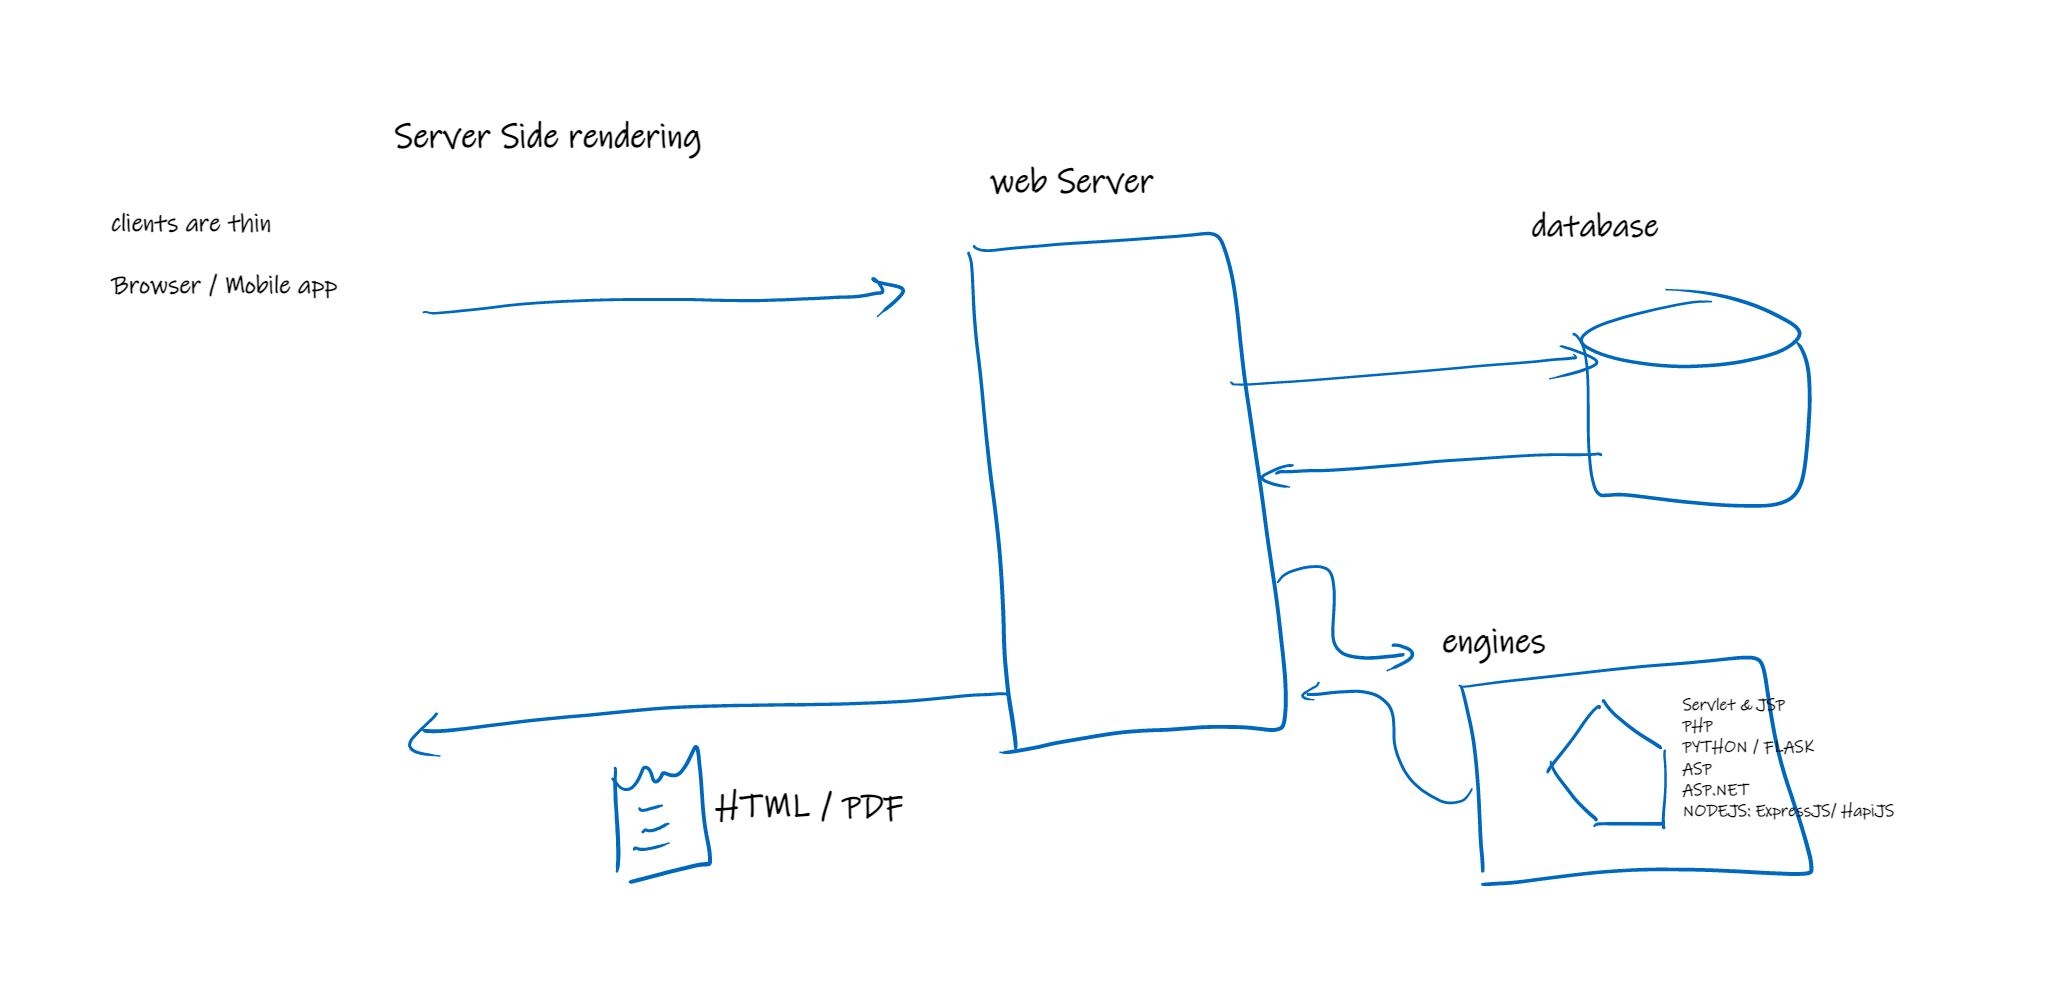 Server Side rendering
web Server
clients are thin
database
Browser / Mobile app
engines
Servlet & JSP
PHP
PYTHON / FLASK
ASP
ASP.NET
NODEJS: ExpressJS/ HapiJS
HTML / PDF